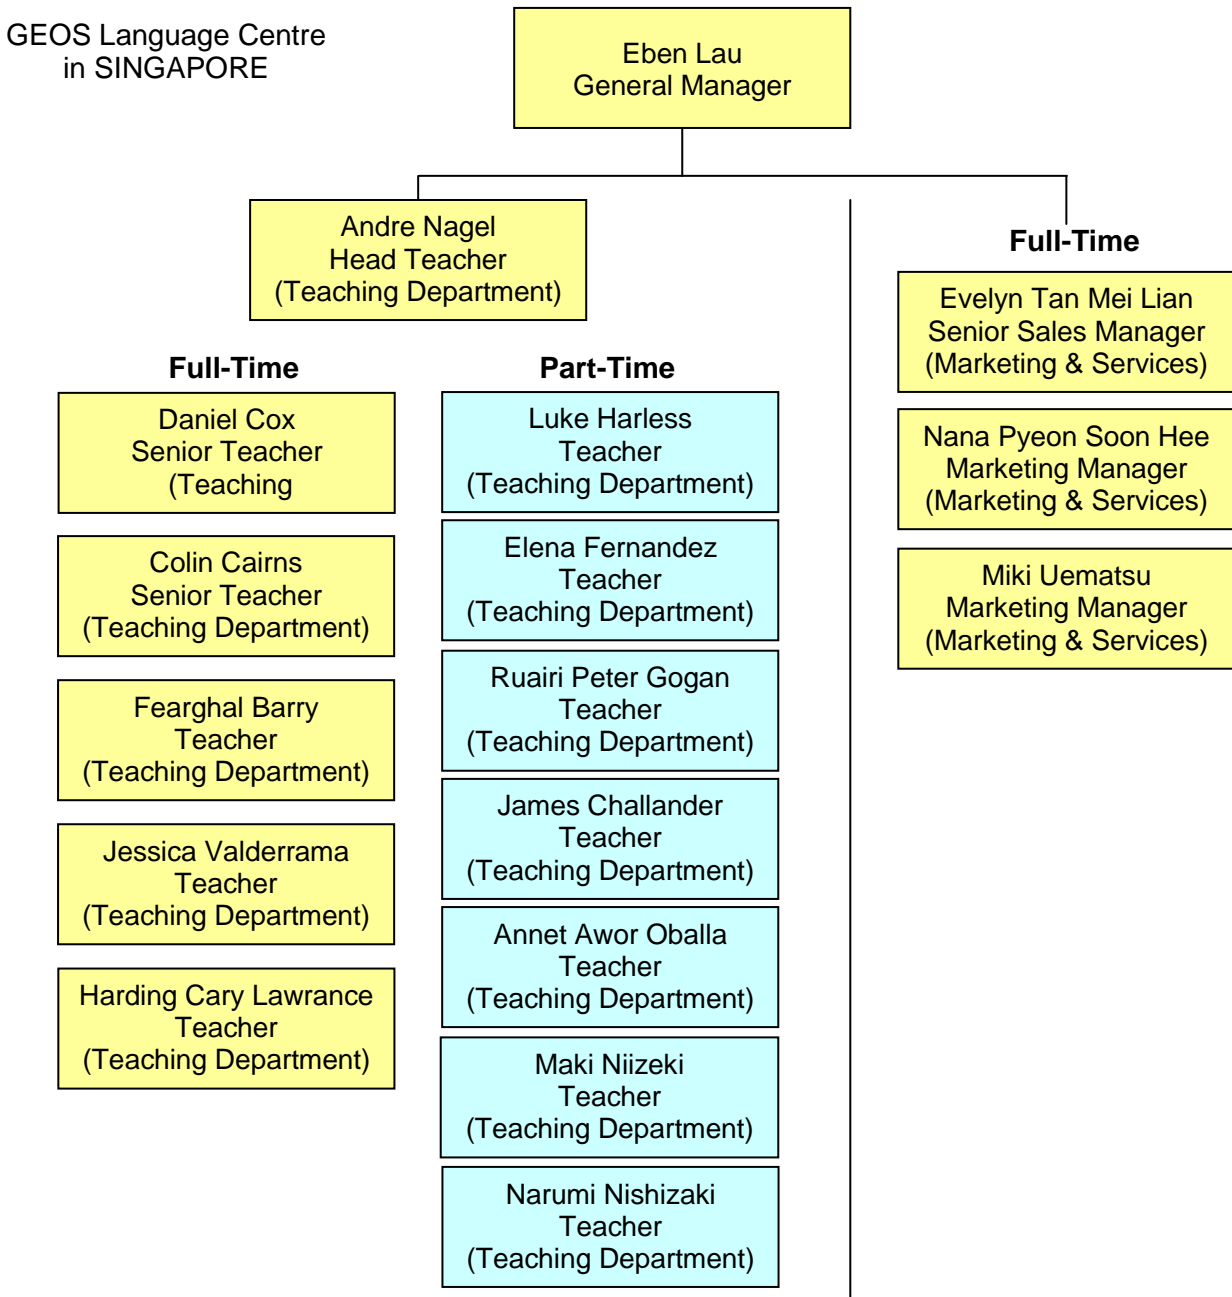 GEOS Language Centre
in SINGAPORE
Eben Lau
General Manager
Andre Nagel
Head Teacher
(Teaching Department)
Full-Time
Daniel Cox
Senior Teacher
(Teaching
Colin Cairns
Senior Teacher
(Teaching Department)
Fearghal Barry
Teacher
(Teaching Department)
Jessica Valderrama
Teacher
(Teaching Department)
Harding Cary Lawrance
Teacher
(Teaching Department)
Part-Time
Luke Harless
Teacher
(Teaching Department)
Elena Fernandez
Teacher
(Teaching Department)
Ruairi Peter Gogan
Teacher
(Teaching Department)
James Challander
Teacher
(Teaching Department)
Annet Awor Oballa
Teacher
(Teaching Department)
Maki Niizeki
Teacher
(Teaching Department)
Narumi Nishizaki
Teacher
(Teaching Department)
Full-Time
Evelyn Tan Mei Lian
Senior Sales Manager
(Marketing & Services)
Nana Pyeon Soon Hee
Marketing Manager
(Marketing & Services)
Miki Uematsu
Marketing Manager
(Marketing & Services)